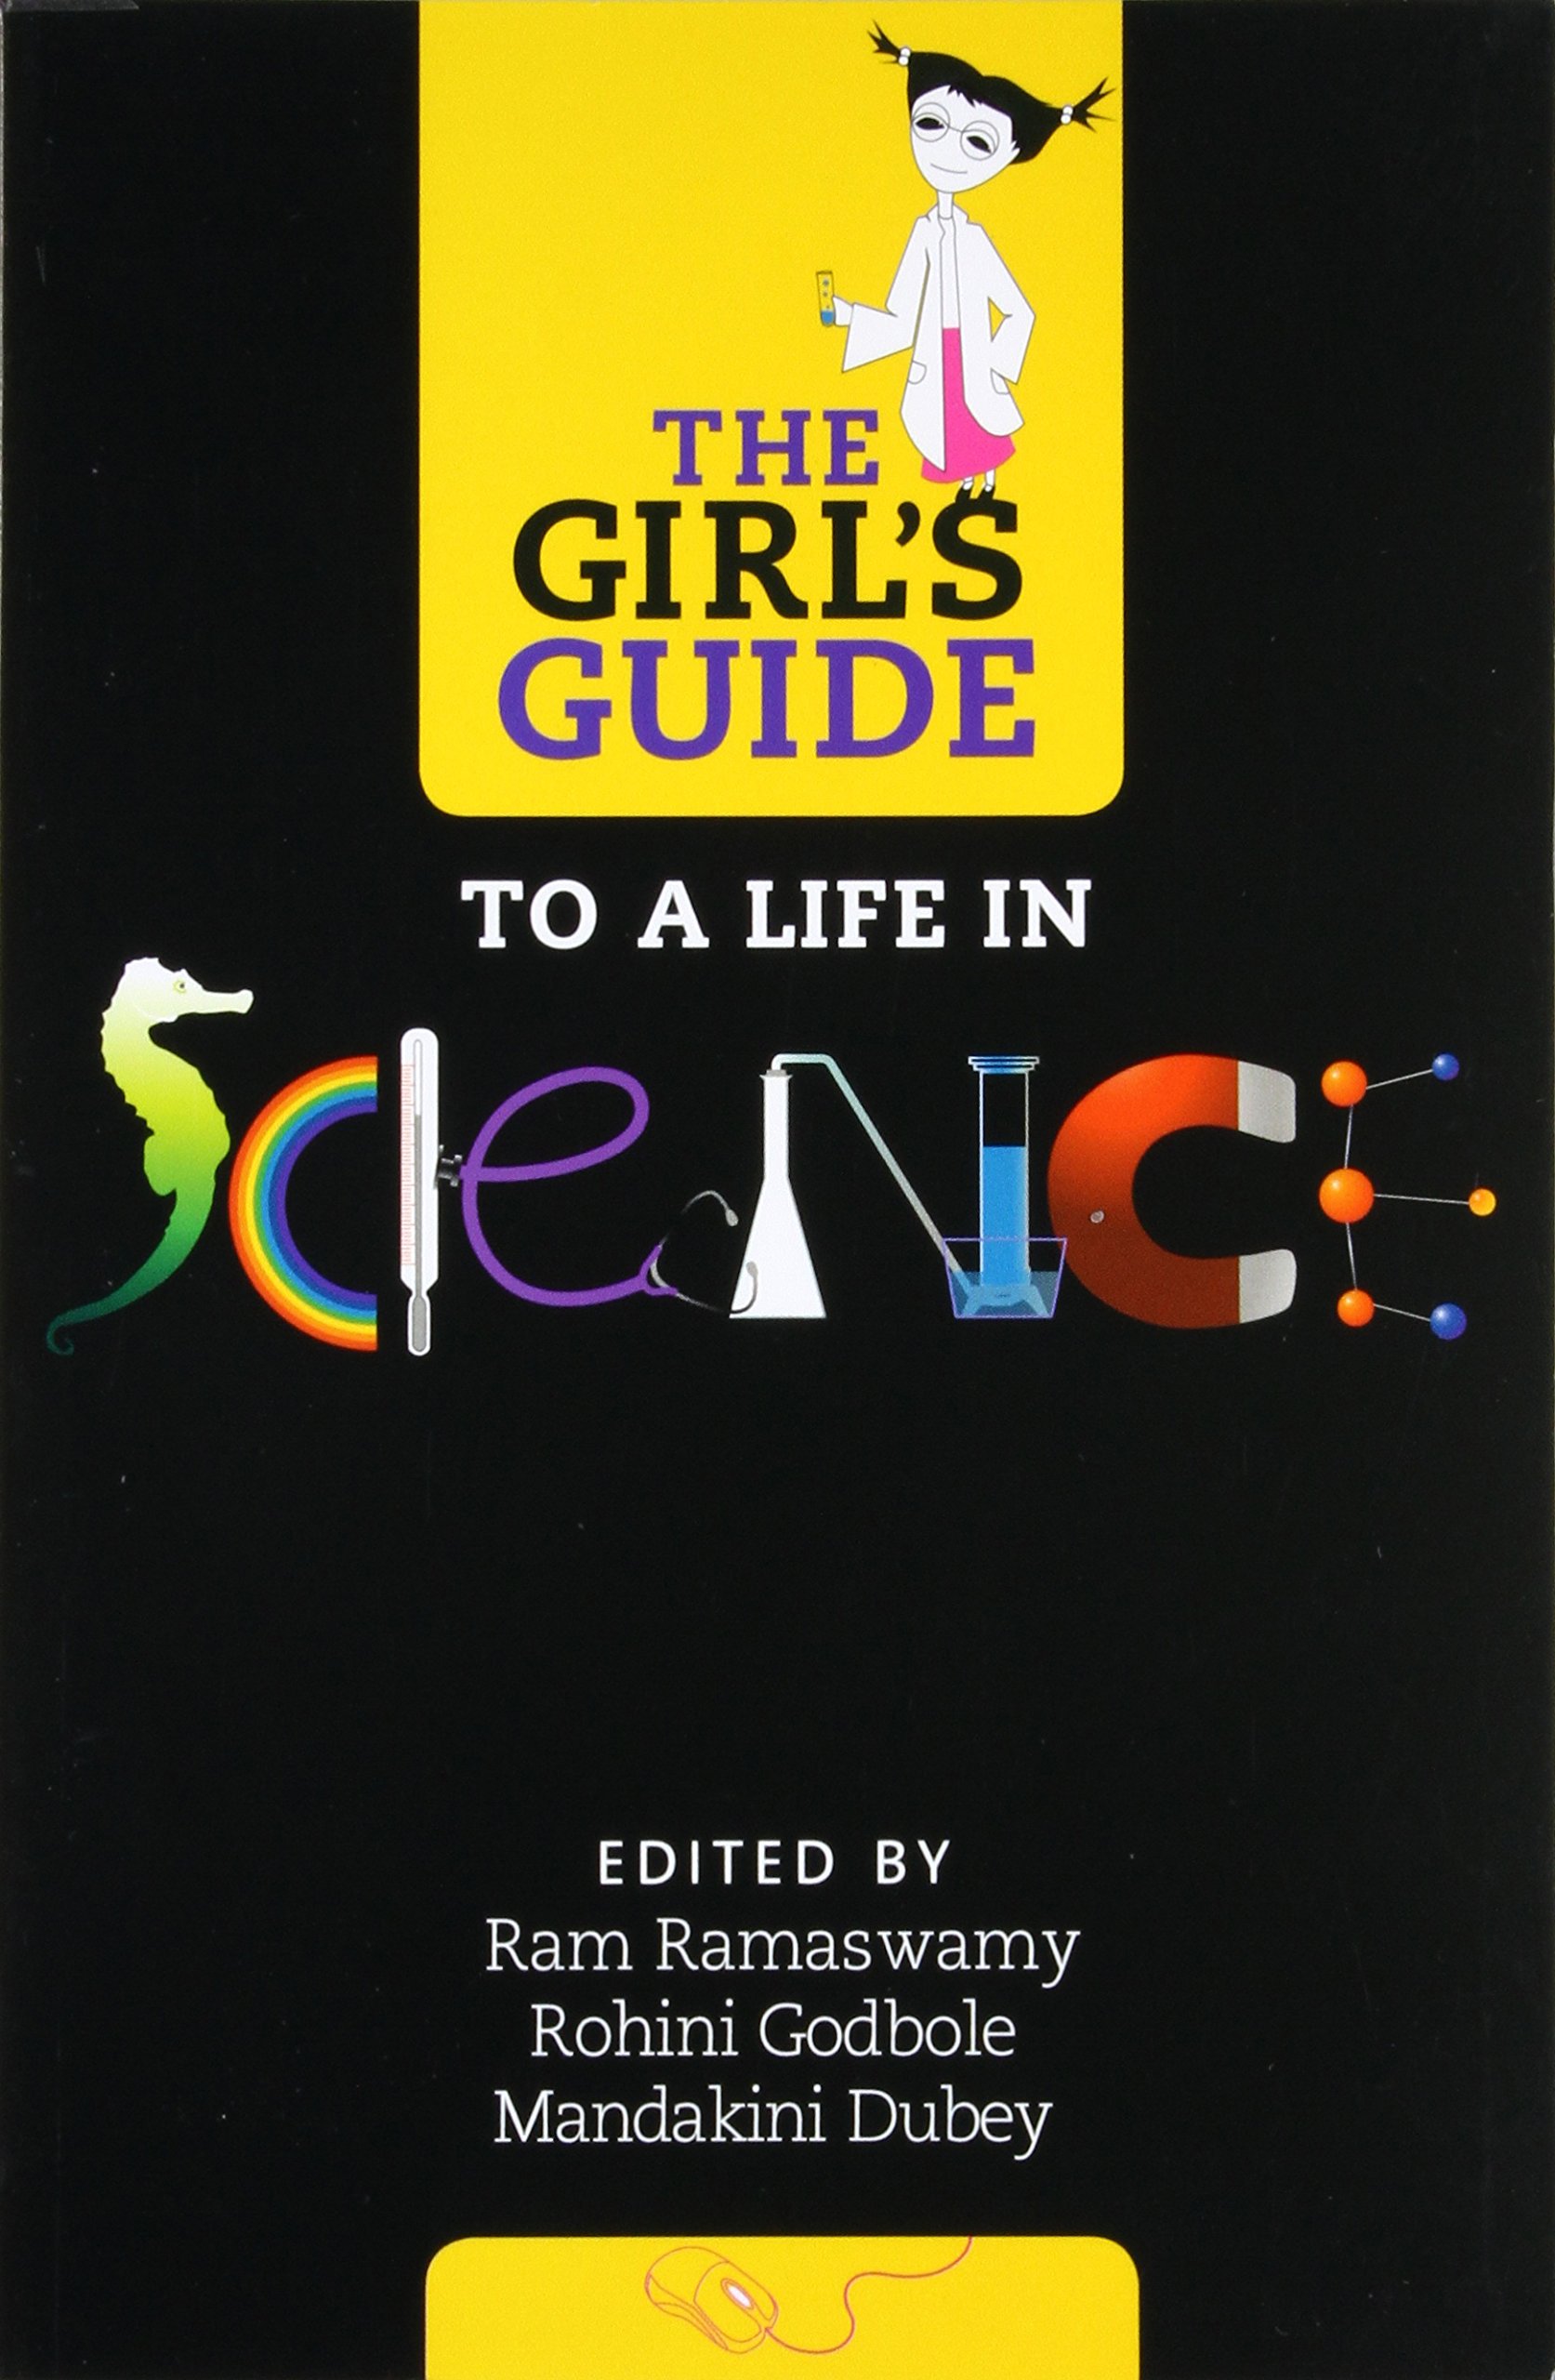 THE
GIRL'S
GUIDE
TO A LIFE IN
SCIeNCE
EDITED BY
Ram Ramaswamy
Rohini Godbole
Mandakini Dubey